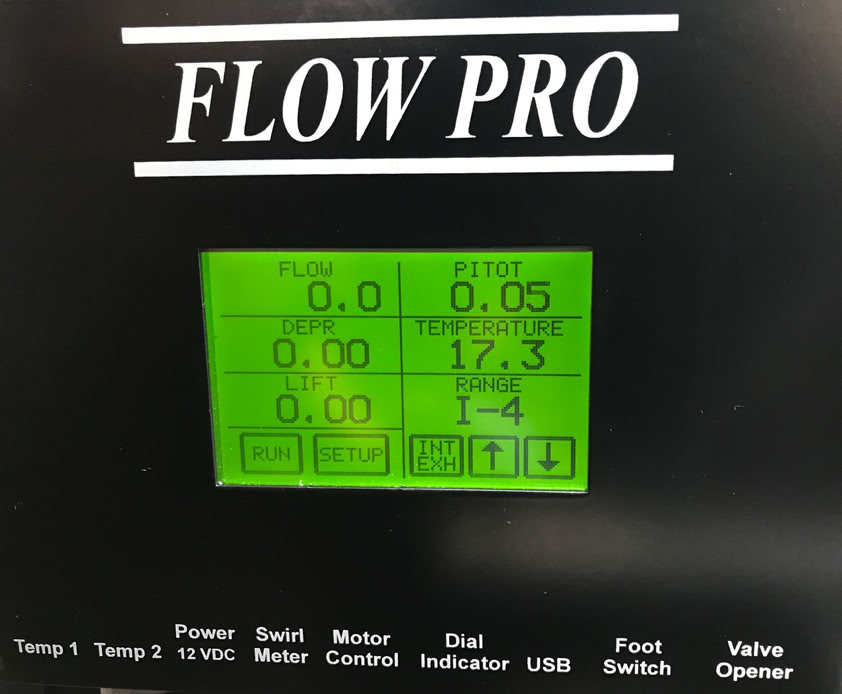 FLOW PRO
FLOW PITOT
0.0 0.05
DEPR TEMPERATURE
0.00 17.3
LIFT RANGE
0.00 I-4
RUN SETUP INT EXH ↑ ↓
Temp 1 Temp 2 Power 12 VDC Swirl Meter Motor Control Dial Indicator USB Foot Switch Valve Opener